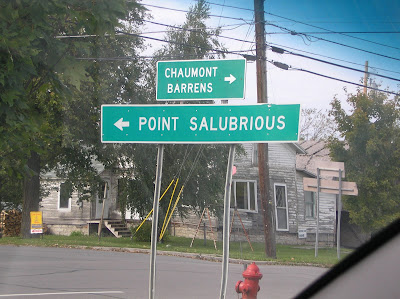 CHAUMONT →
BARRENS
← POINT SALUBRIOUS